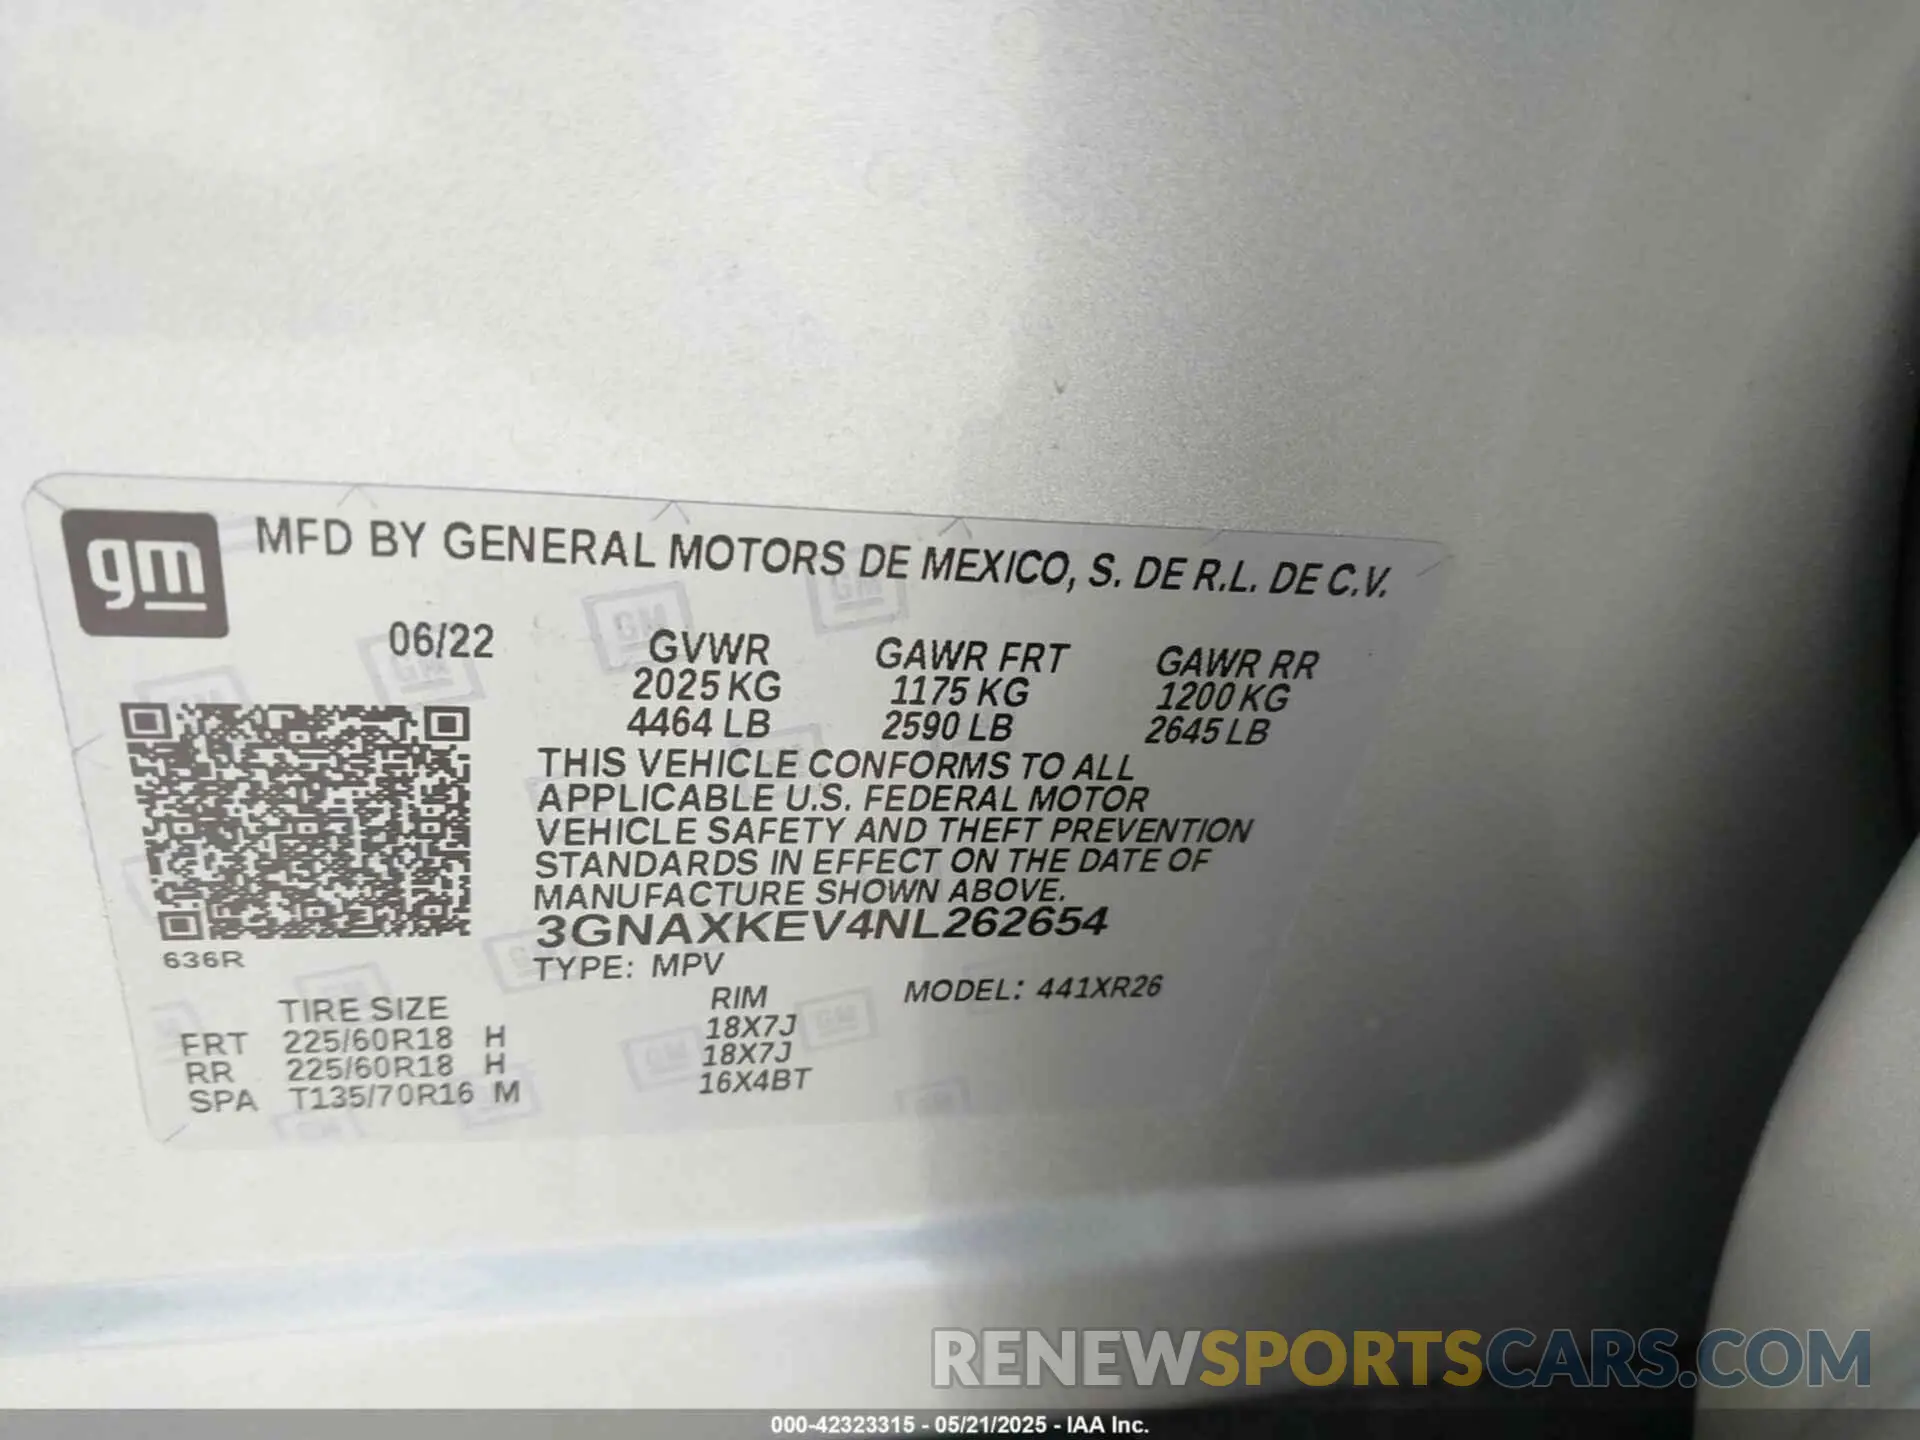 gm
MFD BY GENERAL MOTORS DE MEXICO, S. DE R.L. DE C.V.
06/22
GVWR GAWR FRT GAWR RR
2025 KG 1175 KG 1200 KG
4464 LB 2590 LB 2645 LB
THIS VEHICLE CONFORMS TO ALL
APPLICABLE U.S. FEDERAL MOTOR
VEHICLE SAFETY AND THEFT PREVENTION
STANDARDS IN EFFECT ON THE DATE OF
MANUFACTURE SHOWN ABOVE.
3GNAXKEV4NL262654
636R
TYPE: MPV
MODEL: 441XR26
TIRE SIZE RIM
FRT 225/60R18 H 18X7J
RR 225/60R18 H 18X7J
SPA T135/70R16 M 16X4BT
RENEWSPORTSCARS.COM
000-42323315 - 05/21/2025 - IAA Inc.